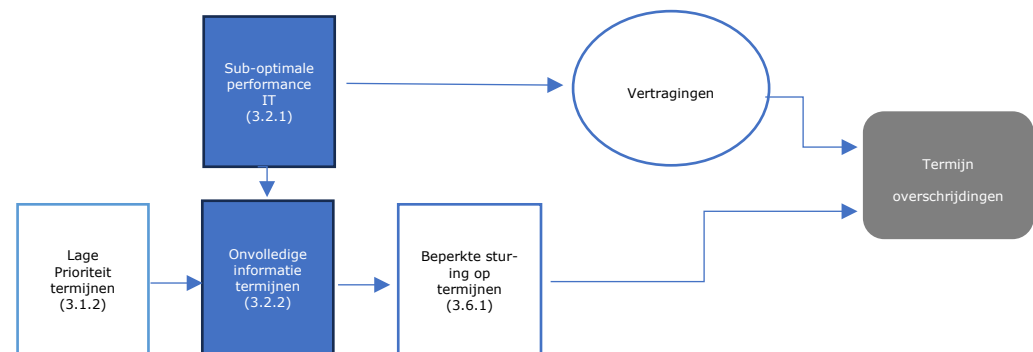 Sub-optimale
performance
IT
(3.2.1)
Vertragingen
Termijn
overschrijdingen
Lage
Prioriteit
termijnen
(3.1.2)
Onvolledige
informatie
termijnen
(3.2.2)
Beperkte stur-
ing op
termijnen
(3.6.1)